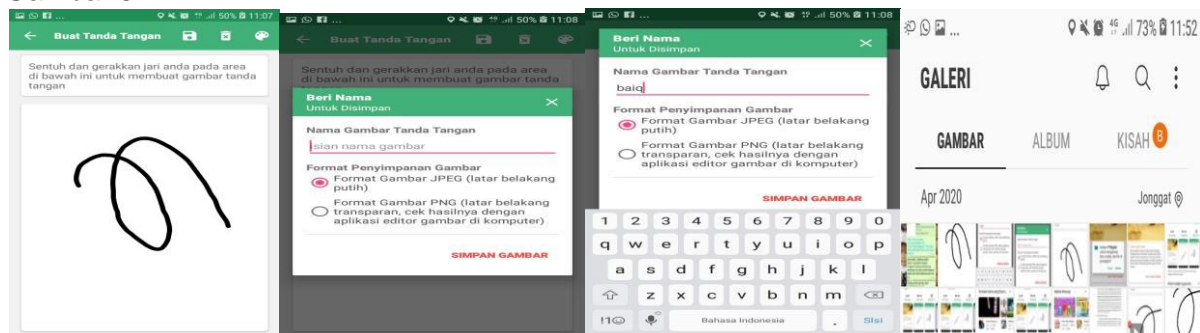 ... 50% 11:07
Buat Tanda Tangan
Sentuh dan gerakkan jari anda pada area
di bawah ini untuk membuat gambar tanda
tangan
... 50% 11:08
Buat Tanda Tangan
Sentuh dan gerakkan jari anda pada area
di bawah ini untuk membuat gambar tanda
Beri Nama
Untuk Disimpan
Nama Gambar Tanda Tangan
Isian nama gambar
Format Penyimpanan Gambar
Format Gambar JPEG (latar belakang
putih)
Format Gambar PNG (latar belakang
transparan, cek hasilnya dengan
aplikasi editor gambar di komputer)
SIMPAN GAMBAR
... 50% 11:08
Beri Nama
Untuk Disimpan
Nama Gambar Tanda Tangan
baiq
Format Penyimpanan Gambar
Format Gambar JPEG (latar belakang
putih)
Format Gambar PNG (latar belakang
transparan, cek hasilnya dengan
aplikasi editor gambar di komputer)
SIMPAN GAMBAR
1 2 3 4 5 6 7 8 9 0
q w e r t y u i o p
a s d f g h j k l
z x c v b n m
!1☺ Bahasa Indonesia . Slsi
... 4G 73% 11:52
GALERI
GAMBAR ALBUM KISAH 8
Apr 2020 Jonggat